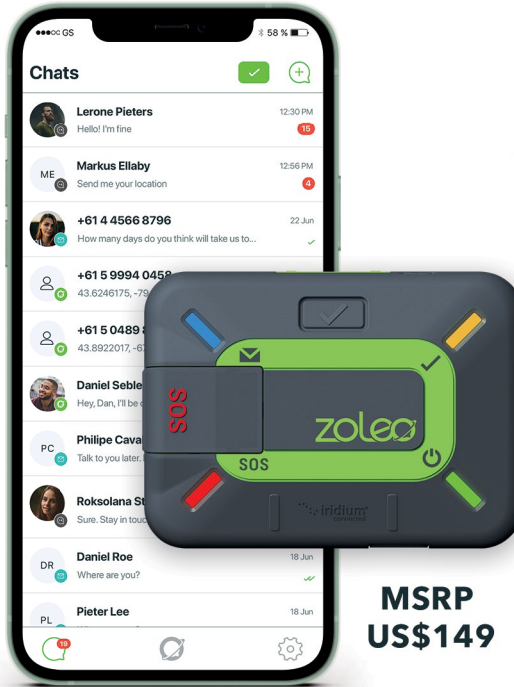 GS
58 %
Chats
Lerone Pieters
12:30 PM
Hello! I'm fine
15
ME
Markus Ellaby
12:56 PM
Send me your location
4
+61 4 4566 8796
22 Jun
How many days do you think will take us to...
+61 5 9994 0458
43.6246175, -79
+61 5 0489
43.8922017, -6
Daniel Seble
Hey, Dan, I'll be
PC
Philipe Cava
Talk to you later.
Roksolana St
Sure. Stay in touc
DR
Daniel Roe
18 Jun
Where are you?
PL
Pieter Lee
18 Jun
19
SOS
zoleo
SOS
iridium
connected
MSRP
US$149